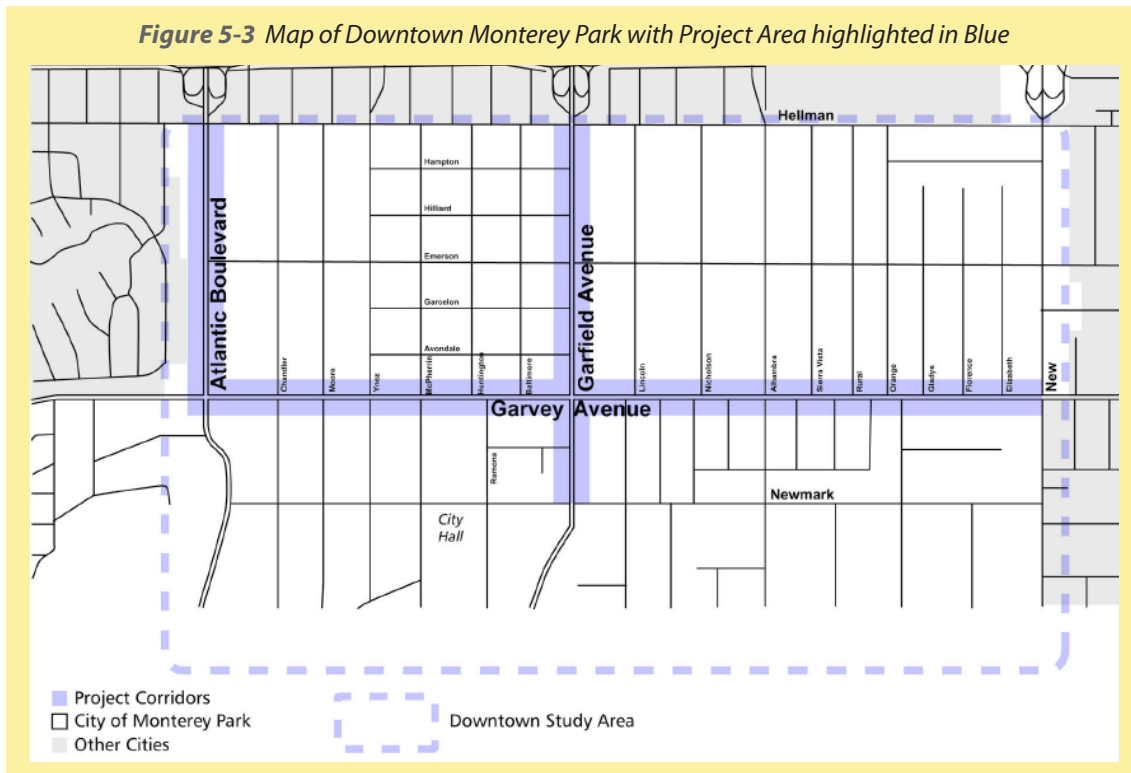 Figure 5-3 Map of Downtown Monterey Park with Project Area highlighted in Blue
Hellman
Hampton
Hilliard
Emerson
Garcelon
Avondale
Atlantic Boulevard
Chandler
Moore
Ynez
McPharrin
Huntington
Baltimore
Garfield Avenue
Lincoln
Nicholson
Alhambra
Sierra Vista
Rural
Orange
Gladys
Florence
Elizabeth
New
Garvey Avenue
Ramona
Newmark
City
Hall
Project Corridors
City of Monterey Park
Other Cities
Downtown Study Area